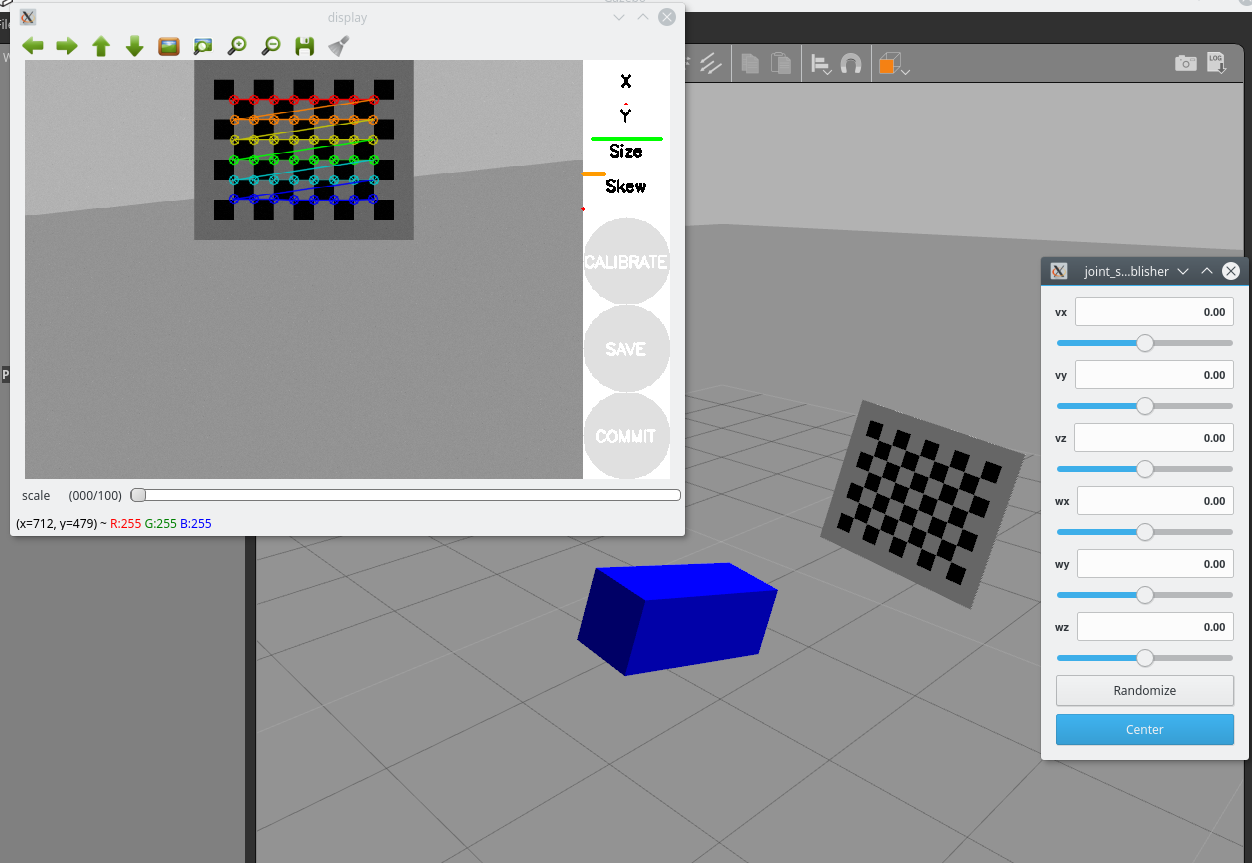 display
X
Y
Size
Skew
CALIBRATE
SAVE
COMMIT
scale (000/100)
(x=712, y=479) ~ R:255 G:255 B:255
LOG
joint_s...blisher
vx 0.00
vy 0.00
vz 0.00
wx 0.00
wy 0.00
wz 0.00
Randomize
Center